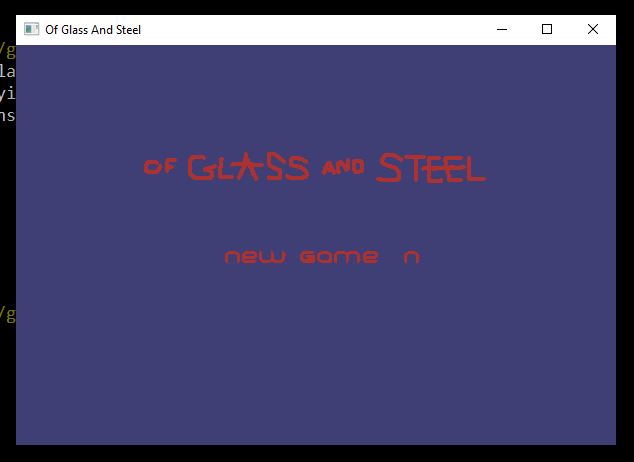 Of Glass And Steel
/g
la
yi
ns
OF GLASS AND STEEL
new game n
/g